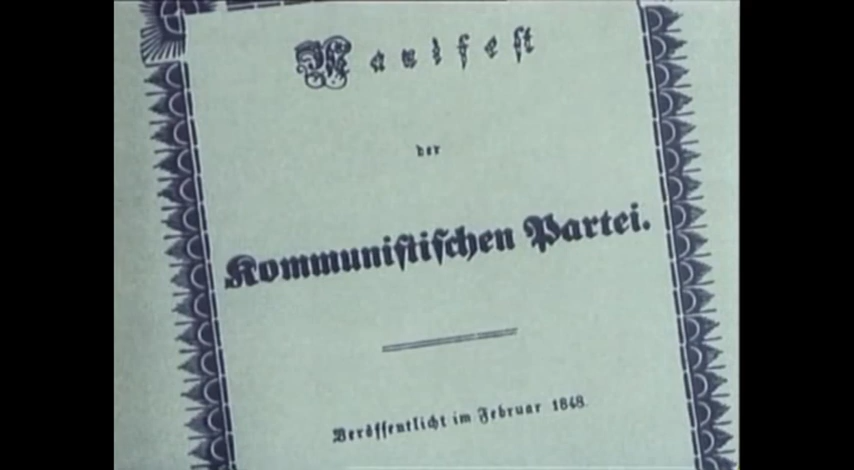 Manifest
der
Kommunistischen Partei.
Veröffentlicht im Februar 1848.